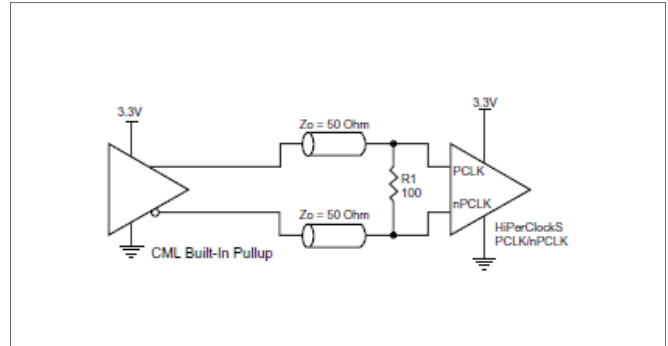 3.3V
Zo = 50 Ohm
3.3V
PCLK
R1
100
nPCLK
Zo = 50 Ohm
HiPerClockS
PCLK/nPCLK
CML Built-In Pullup